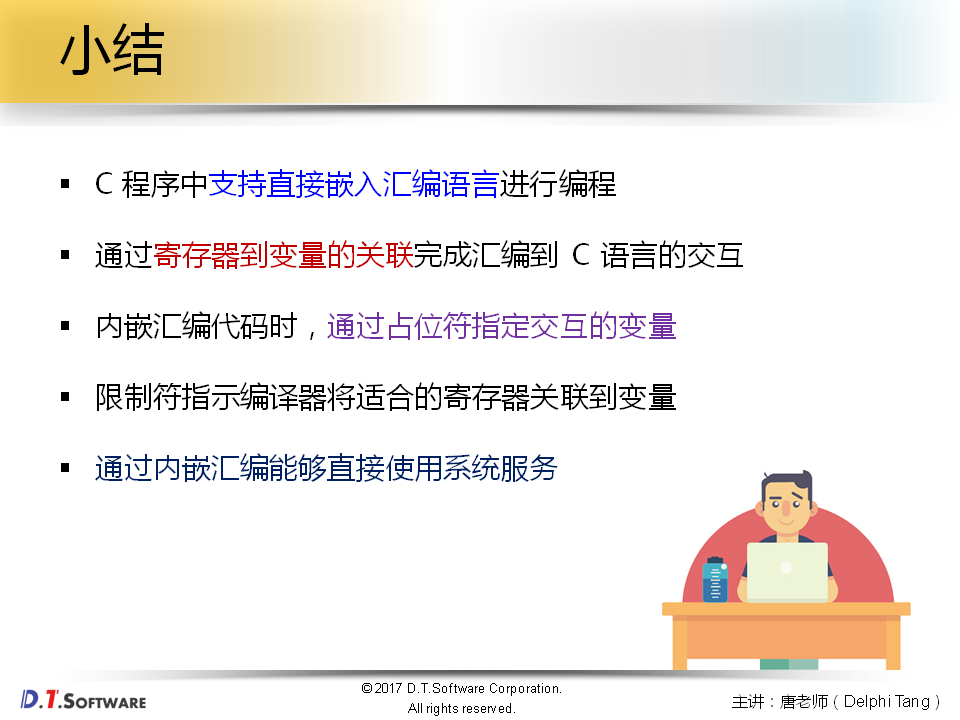 小结
C 程序中支持直接嵌入汇编语言进行编程
通过寄存器到变量的关联完成汇编到 C 语言的交互
内嵌汇编代码时，通过占位符指定交互的变量
限制符指示编译器将适合的寄存器关联到变量
通过内嵌汇编能够直接使用系统服务
D.T.SOFTWARE
©2017 D.T.Software Corporation.
All rights reserved.
主讲：唐老师（Delphi Tang）